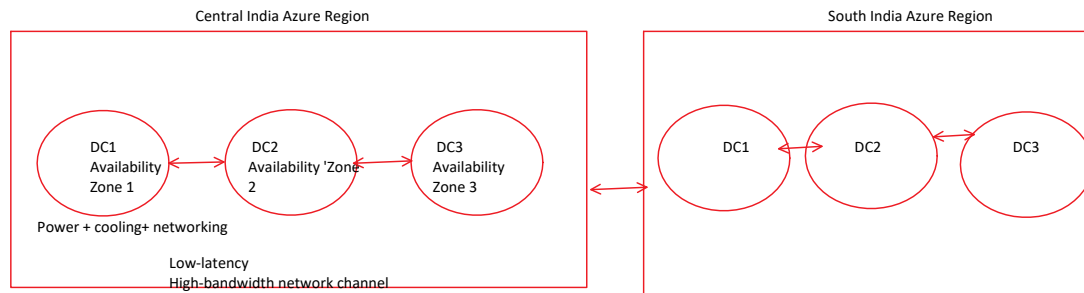 Central India Azure Region
South India Azure Region
DC1
Availability
Zone 1
DC2
Availability 'Zone
2
DC3
Availability
Zone 3
DC1
DC2
DC3
Power + cooling+ networking
Low-latency
High-bandwidth network channel